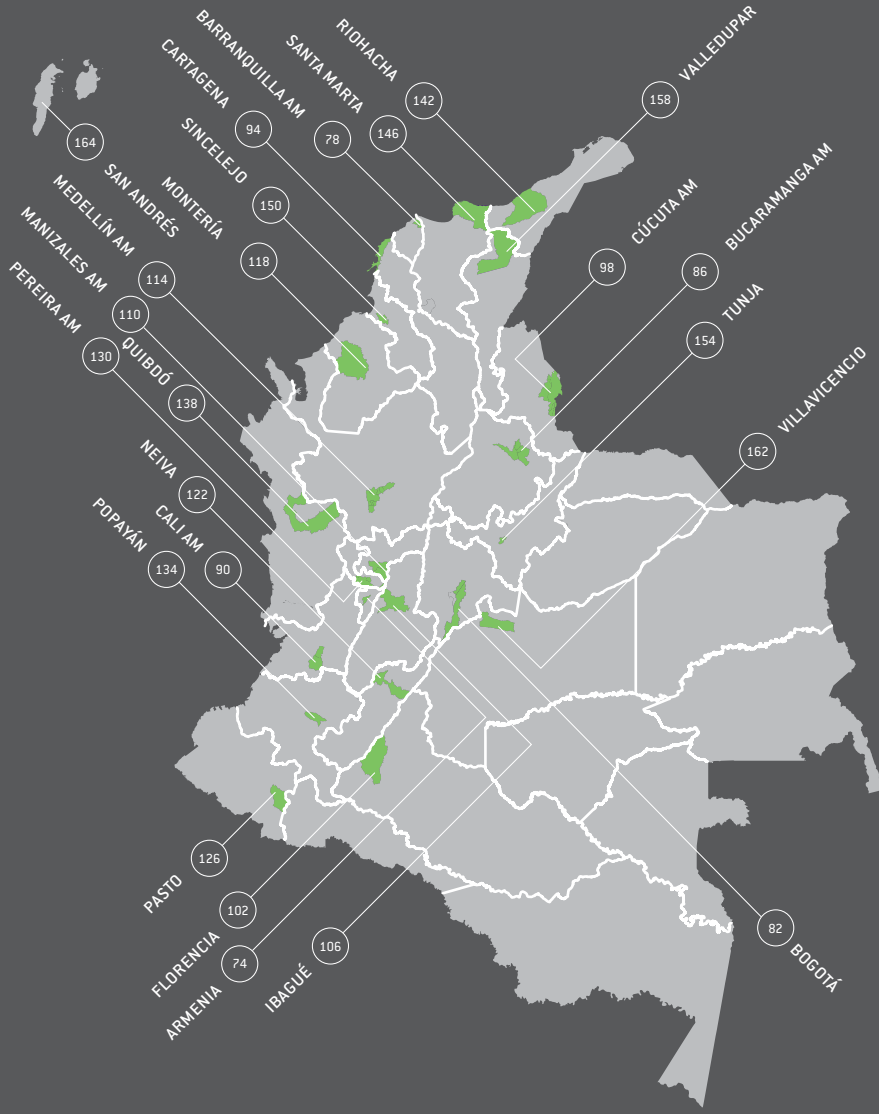 RIOHACHA
142
SANTA MARTA
146
BARRANQUILLA AM
78
CARTAGENA
94
SINCELEJO
150
MONTERÍA
118
SAN ANDRÉS
164
MEDELLÍN AM
114
MANIZALES AM
110
PEREIRA AM
130
QUIBDÓ
138
NEIVA
122
CALI AM
90
POPAYÁN
134
VALLEDUPAR
158
CÚCUTA AM
98
BUCARAMANGA AM
86
TUNJA
154
VILLAVICENCIO
162
PASTO
126
FLORENCIA
102
ARMENIA
74
IBAGUÉ
106
BOGOTÁ
82